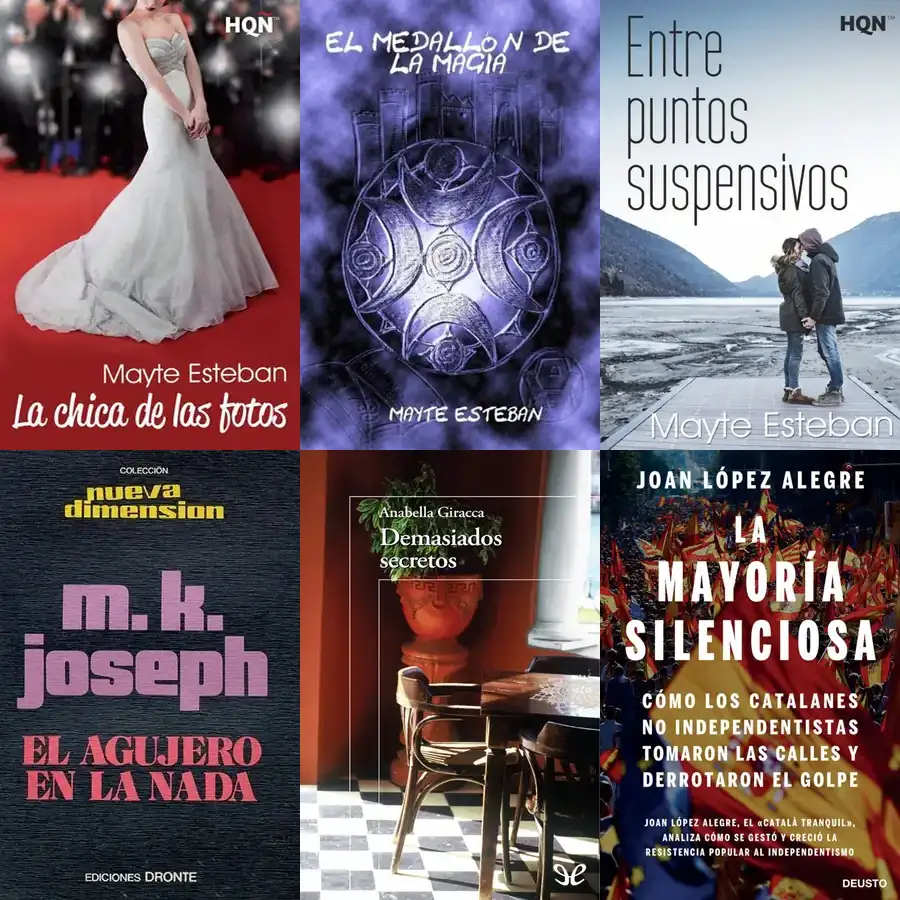 HQN™
Mayte Esteban
La chica de las fotos
EL MEDALLÓN DE
LA MAGIA
MAYTE ESTEBAN
HQN™
Entre
puntos
suspensivos
Mayte Esteban
COLECCIÓN
nueva
dimension
m. k.
joseph
EL AGUJERO
EN LA NADA
EDICIONES DRONTE
Anabella Giracca
Demasiados
secretos
JOAN LÓPEZ ALEGRE
LA
MAYORÍA
SILENCIOSA
CÓMO LOS CATALANES
NO INDEPENDENTISTAS
TOMARON LAS CALLES Y
DERROTARON EL GOLPE
JOAN LÓPEZ ALEGRE, EL «CATALÀ TRANQUIL»,
ANALIZA CÓMO SE GESTÓ Y CRECIÓ LA
RESISTENCIA POPULAR AL INDEPENDENTISMO
DEUSTO